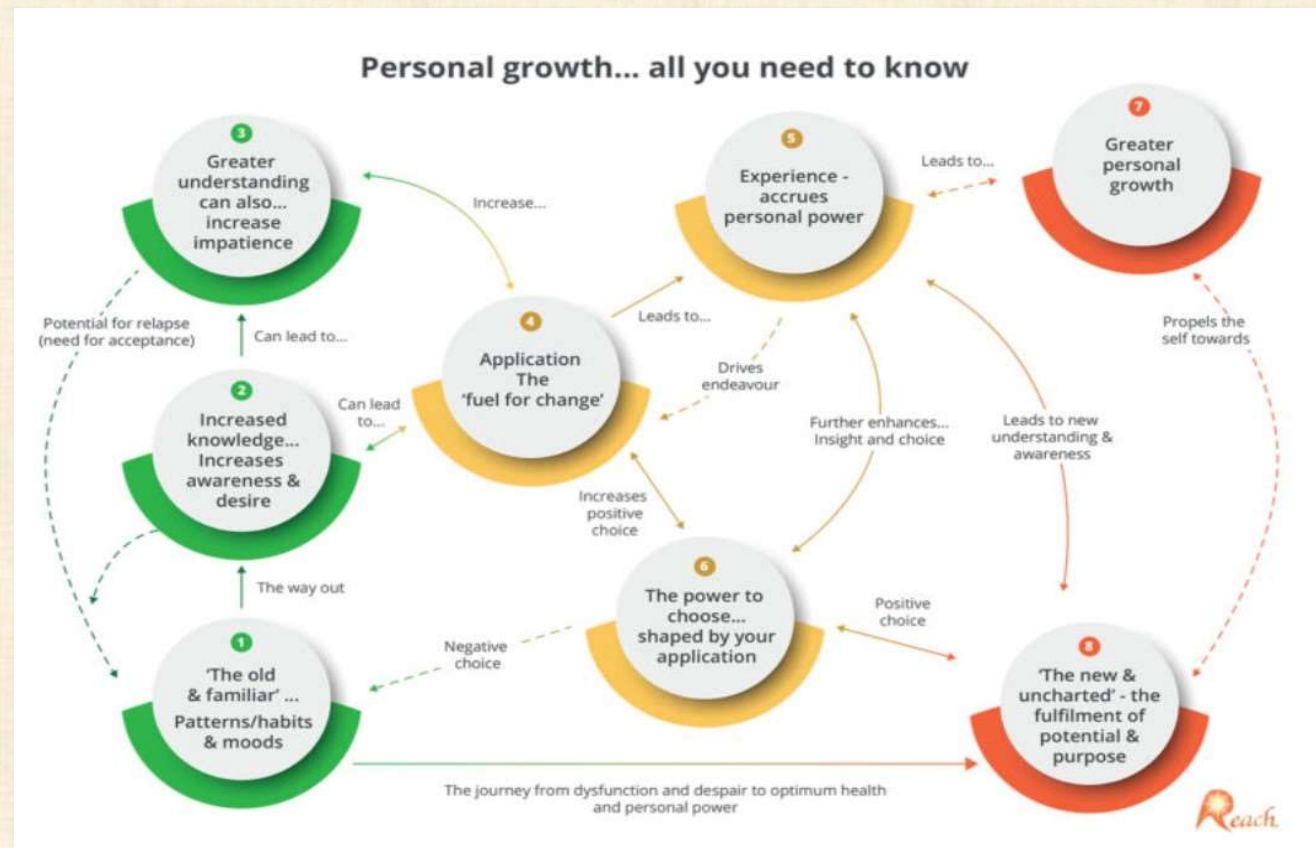 Personal growth... all you need to know
3
Greater
understanding
can also...
increase
impatience
Increase...
5
Experience -
accrues
personal power
Leads to...
7
Greater
personal
growth
Potential for relapse
(need for acceptance)
Can lead to...
4
Application
The
'fuel for change'
Leads to...
Drives
endeavour
Propels the
self towards
2
Increased
knowledge...
Increases
awareness &
desire
Can lead
to...
Further enhances...
Insight and choice
Leads to new
understanding &
awareness
Increases
positive
choice
The way out
6
The power to
choose...
shaped by your
application
Positive
choice
Negative
choice
1
'The old
& familiar' ...
Patterns/habits
& moods
8
'The new &
uncharted' - the
fulfilment of
potential &
purpose
The journey from dysfunction and despair to optimum health
and personal power
Reach